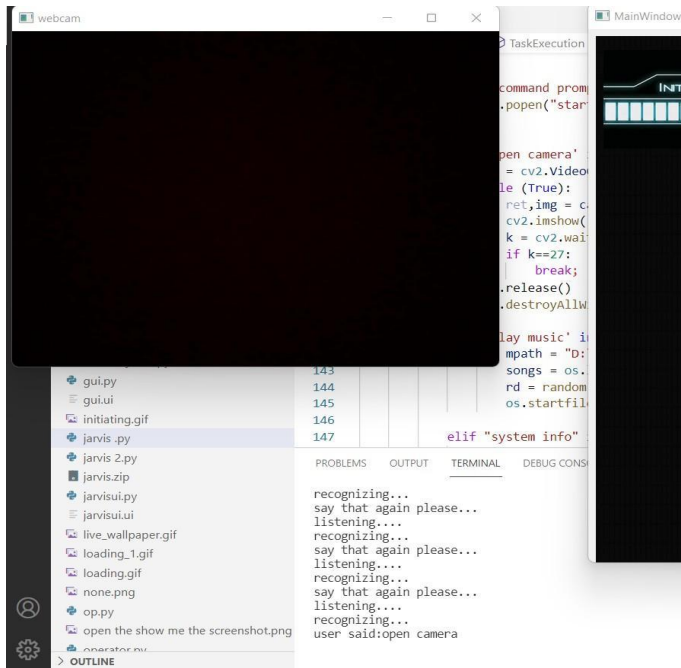 webcam
TaskExecution
MainWindow
command prom
.popen("star
pen camera'
= cv2.Video
le (True):
ret,img = c
cv2.imshow(
k = cv2.wai
if k==27:
break;
.release()
.destroyAllW
lay music' i
mpath = "D:
songs = os.
rd = random
os.startfil
143
144
145
146
147
elif "system info"
INIT
gui.py
gui.ui
initiating.gif
jarvis .py
jarvis 2.py
jarvis.zip
jarvisui.py
jarvisui.ui
live_wallpaper.gif
loading_1.gif
loading.gif
none.png
op.py
open the show me the screenshot.png
operator.py
> OUTLINE
PROBLEMS OUTPUT TERMINAL DEBUG CONS
recognizing...
say that again please...
listening....
recognizing...
say that again please...
listening....
recognizing...
say that again please...
listening....
recognizing...
user said:open camera